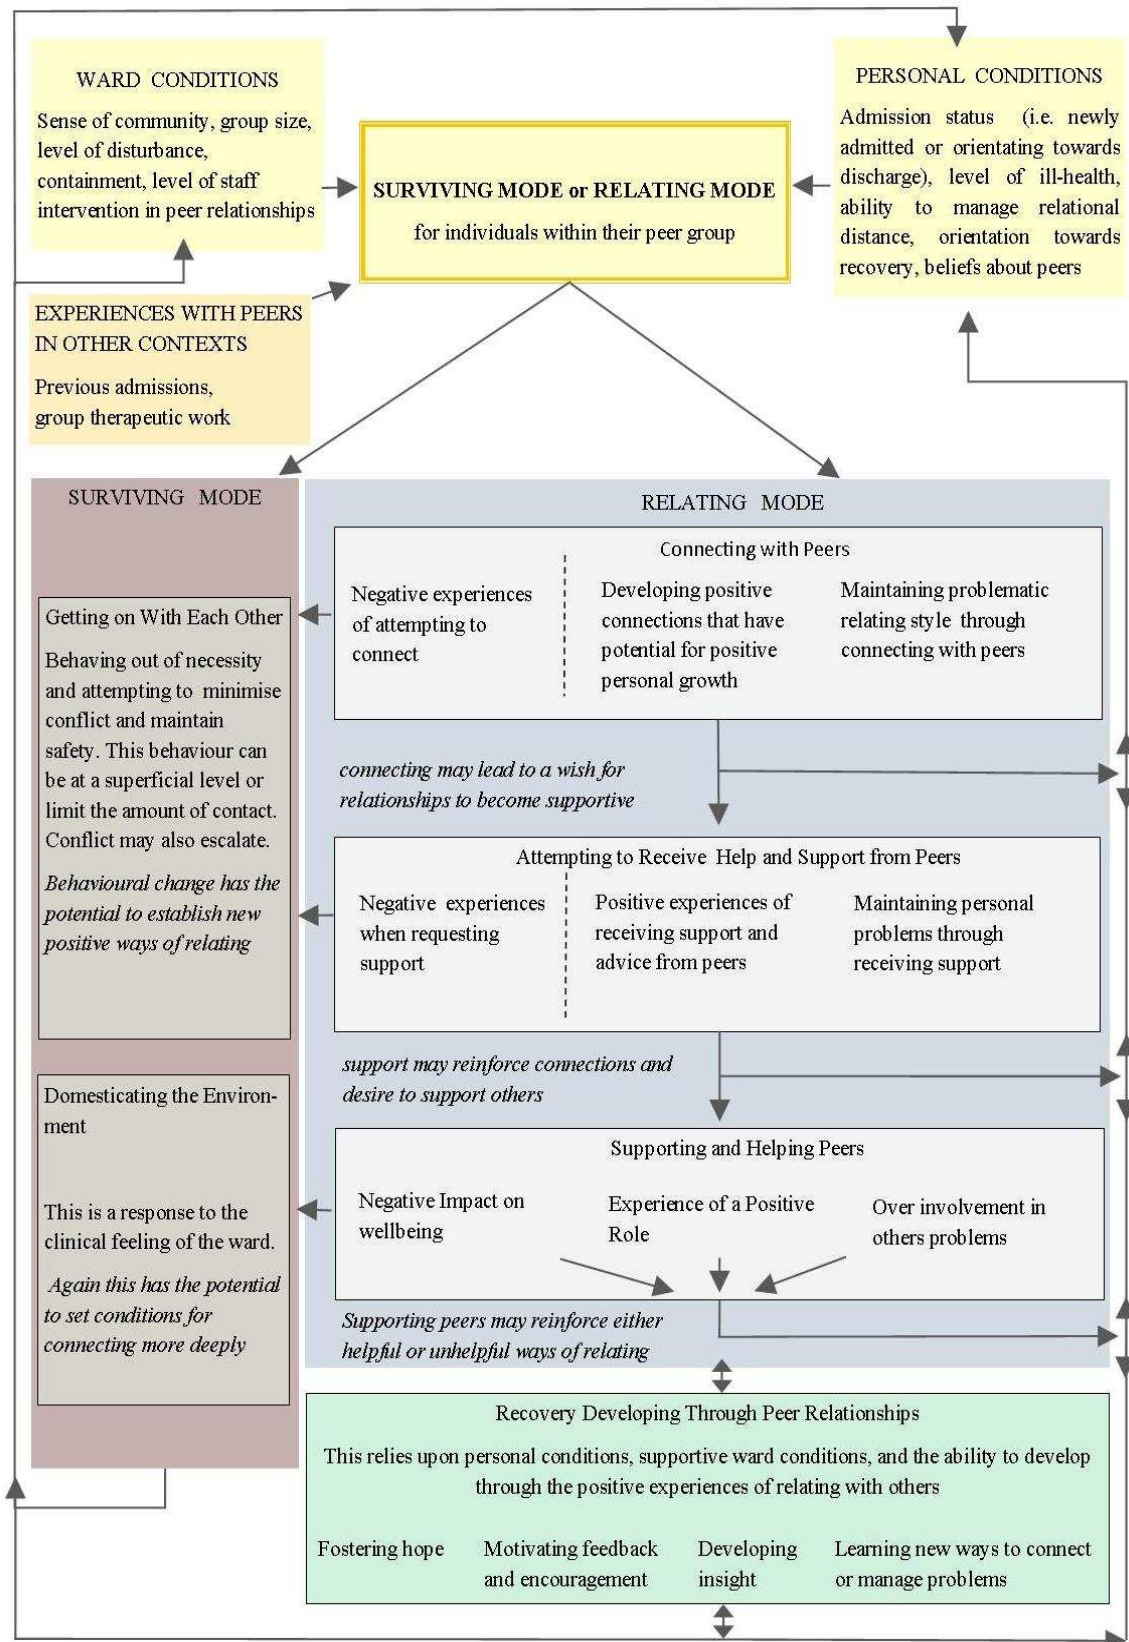 WARD CONDITIONS
Sense of community, group size,
level of disturbance,
containment, level of staff
intervention in peer relationships
SURVIVING MODE or RELATING MODE
for individuals within their peer group
PERSONAL CONDITIONS
Admission status (i.e. newly
admitted or orientating towards
discharge), level of ill-health,
ability to manage relational
distance, orientation towards
recovery, beliefs about peers
EXPERIENCES WITH PEERS
IN OTHER CONTEXTS
Previous admissions,
group therapeutic work
SURVIVING MODE
Getting on With Each Other
Behaving out of necessity
and attempting to minimise
conflict and maintain
safety. This behaviour can
be at a superficial level or
limit the amount of contact.
Conflict may also escalate.
Behavioural change has the
potential to establish new
positive ways of relating
Domesticating the Environ-
ment
This is a response to the
clinical feeling of the ward.
Again this has the potential
to set conditions for
connecting more deeply
RELATING MODE
Connecting with Peers
Negative experiences
of attempting to
connect
Developing positive
connections that have
potential for positive
personal growth
Maintaining problematic
relating style through
connecting with peers
connecting may lead to a wish for
relationships to become supportive
Attempting to Receive Help and Support from Peers
Negative experiences
when requesting
support
Positive experiences of
receiving support and
advice from peers
Maintaining personal
problems through
receiving support
support may reinforce connections and
desire to support others
Supporting and Helping Peers
Negative Impact on
wellbeing
Experience of a Positive
Role
Over involvement in
others problems
Supporting peers may reinforce either
helpful or unhelpful ways of relating
Recovery Developing Through Peer Relationships
This relies upon personal conditions, supportive ward conditions, and the ability to develop
through the positive experiences of relating with others
Fostering hope
Motivating feedback
and encouragement
Developing
insight
Learning new ways to connect
or manage problems